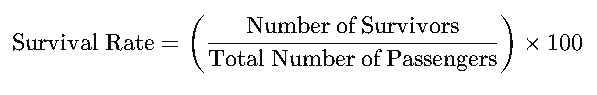 Survival Rate = ( Number of Survivors / Total Number of Passengers ) × 100